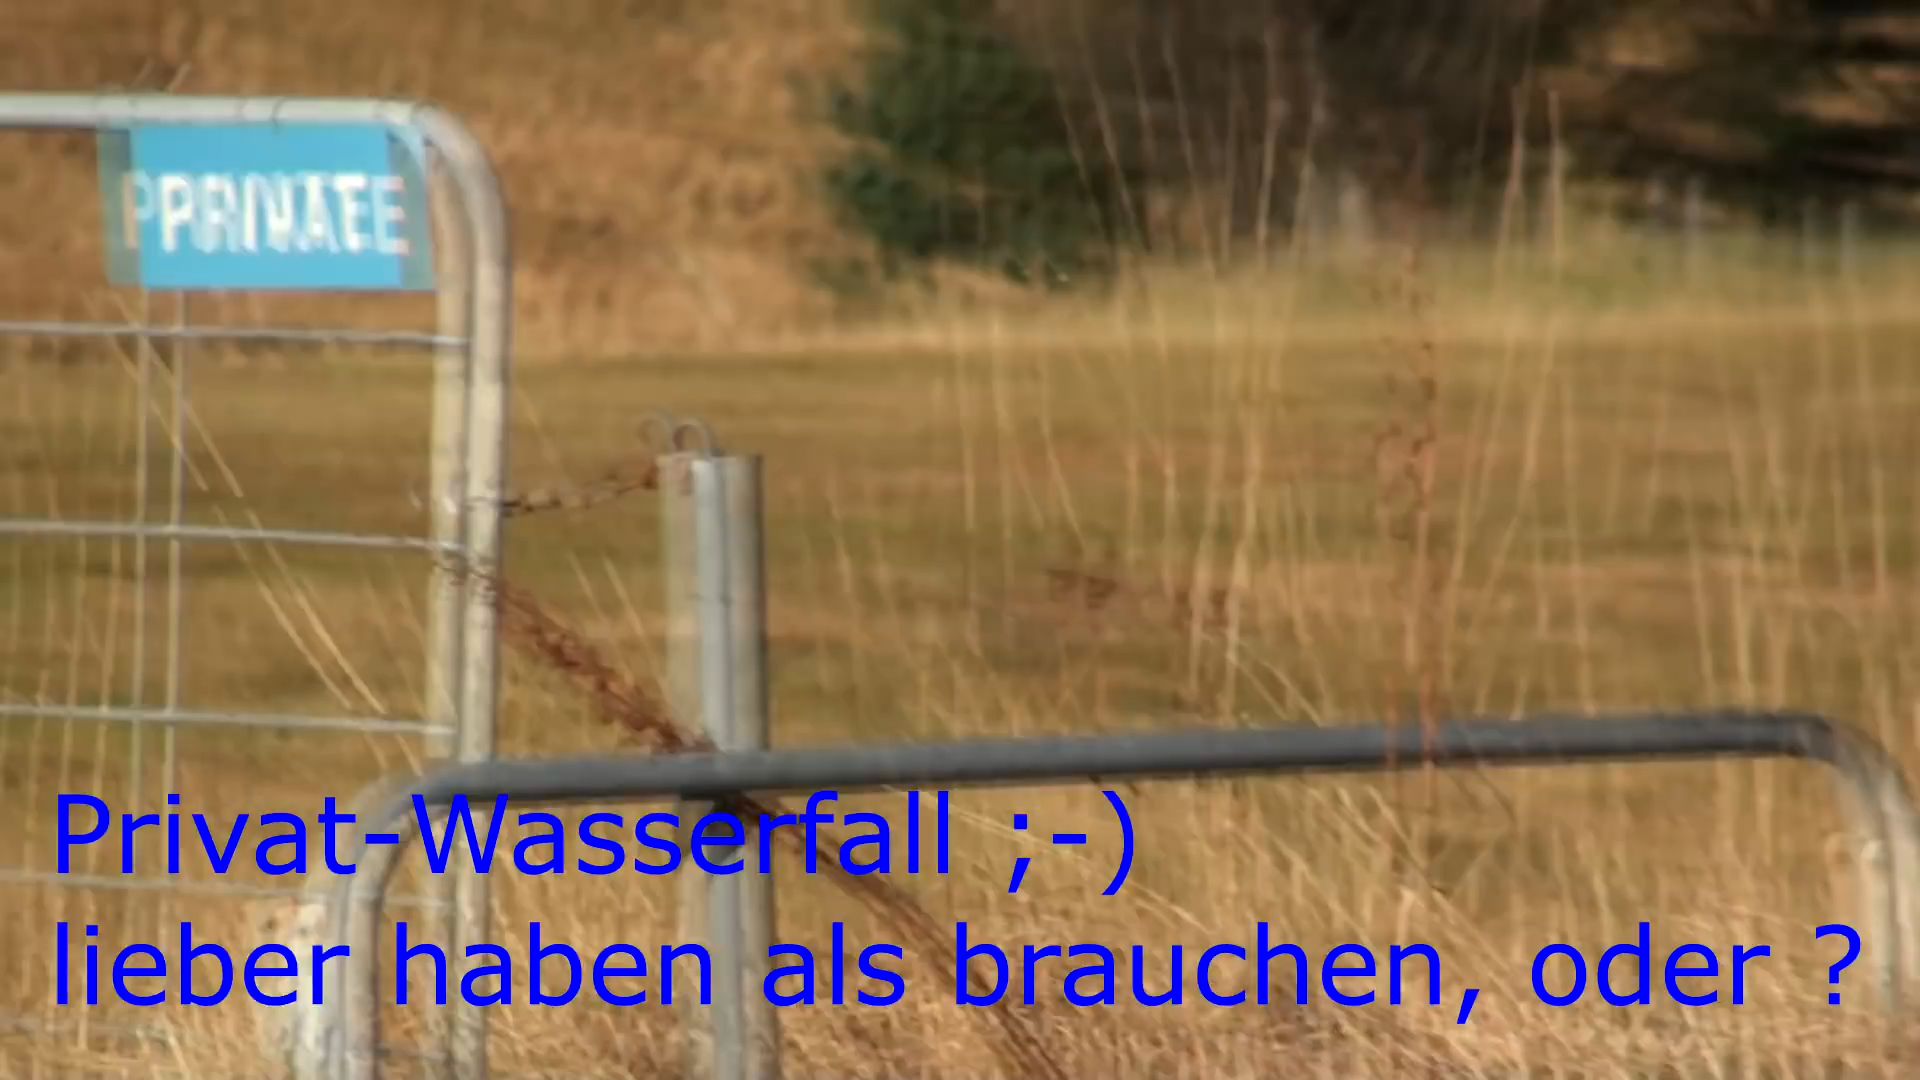 PRIVATE
Privat-Wasserfall ;-)
lieber haben als brauchen, oder ?